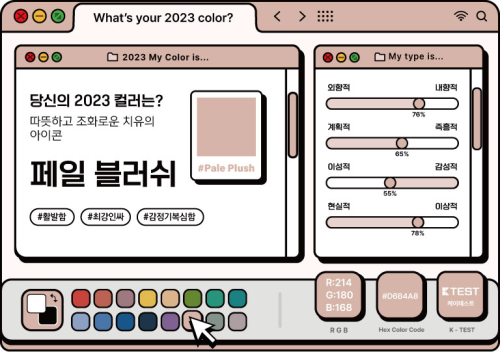 What's your 2023 color?
2023 My Color is...
당신의 2023 컬러는?
따뜻하고 조화로운 치유의
아이콘
페일 블러쉬
#활발함 #최강인싸 #감정기복심함
#Pale Plush
My type is...
외향적 내향적
76%
계획적 즉흥적
65%
이성적 감성적
55%
현실적 이상적
78%
R:214
G:180
B:168
R G B
#D6B4A8
Hex Color Code
KTEST
케이테스트
K - TEST